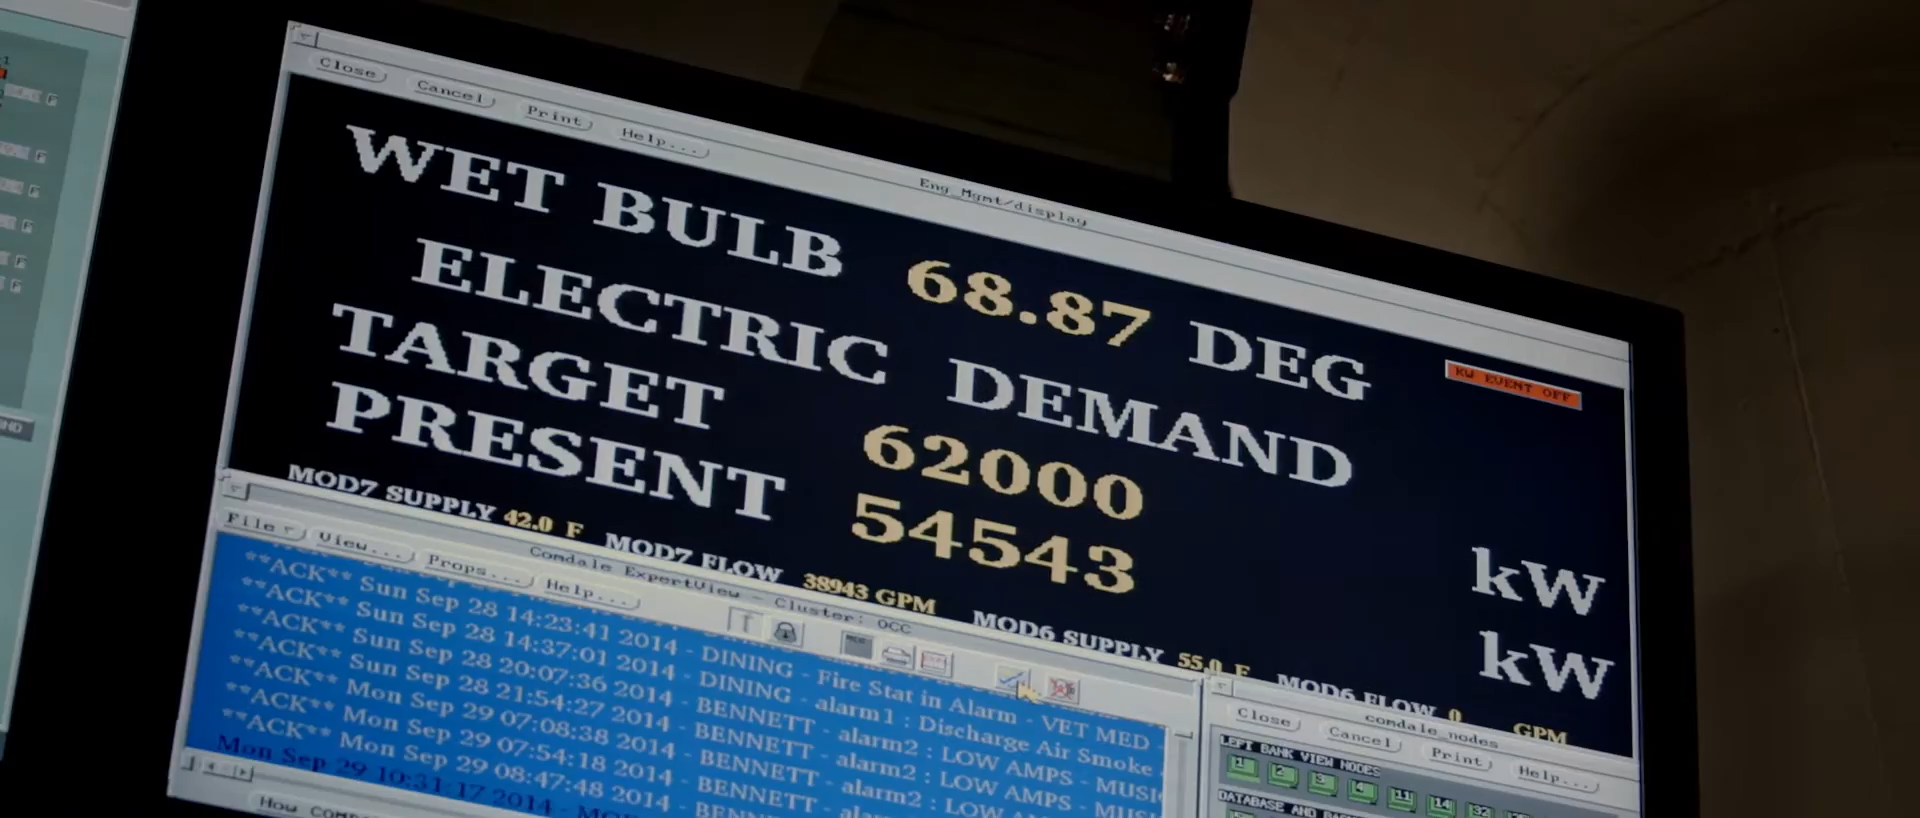 Close Cancel Print Help...
Eng Mgmt/display
WET BULB 68.87 DEG
KW EVENT OFF
ELECTRIC DEMAND
TARGET 62000 kW
PRESENT 54543 kW
MOD7 SUPPLY 42.0 F MOD7 FLOW 38943 GPM MOD6 SUPPLY 55.0 F MOD6 FLOW 0 GPM
Comdale ExpertView - Cluster: OCC
File View... Props... Help...
**ACK** Sun Sep 28 14:23:41 2014 - DINING - Fire Stat in Alarm - VET MED -
**ACK** Sun Sep 28 14:37:01 2014 - DINING - alarm1 : Discharge Air Smoke
**ACK** Sun Sep 28 20:07:36 2014 - BENNETT - alarm2 : LOW AMPS - MUSI
**ACK** Sun Sep 28 21:54:27 2014 - BENNETT - alarm2 : LOW AMPS - MUSI
**ACK** Mon Sep 29 07:08:38 2014 - BENNETT - alarm2 : LOW
**ACK** Mon Sep 29 07:54:18 2014 - BENNETT -
**ACK** Mon Sep 29 08:47:48 2014 -
Mon Sep 29 10:31:17 2014 -
comdale_nodes
Close Cancel Print Help...
LEFT BANK VIEW NODES
1 2 3 4 11 14 32
DATABASE AND